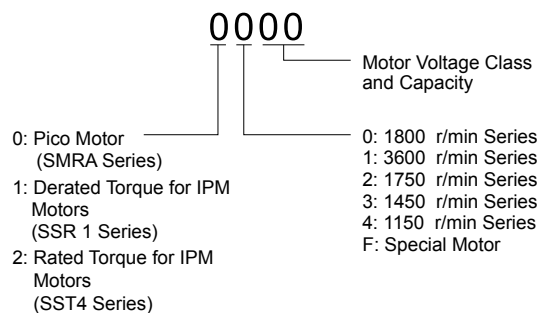 0000
Motor Voltage Class
and Capacity
0: Pico Motor
(SMRA Series)
1: Derated Torque for IPM
Motors
(SSR 1 Series)
2: Rated Torque for IPM
Motors
(SST4 Series)
0: 1800 r/min Series
1: 3600 r/min Series
2: 1750 r/min Series
3: 1450 r/min Series
4: 1150 r/min Series
F: Special Motor